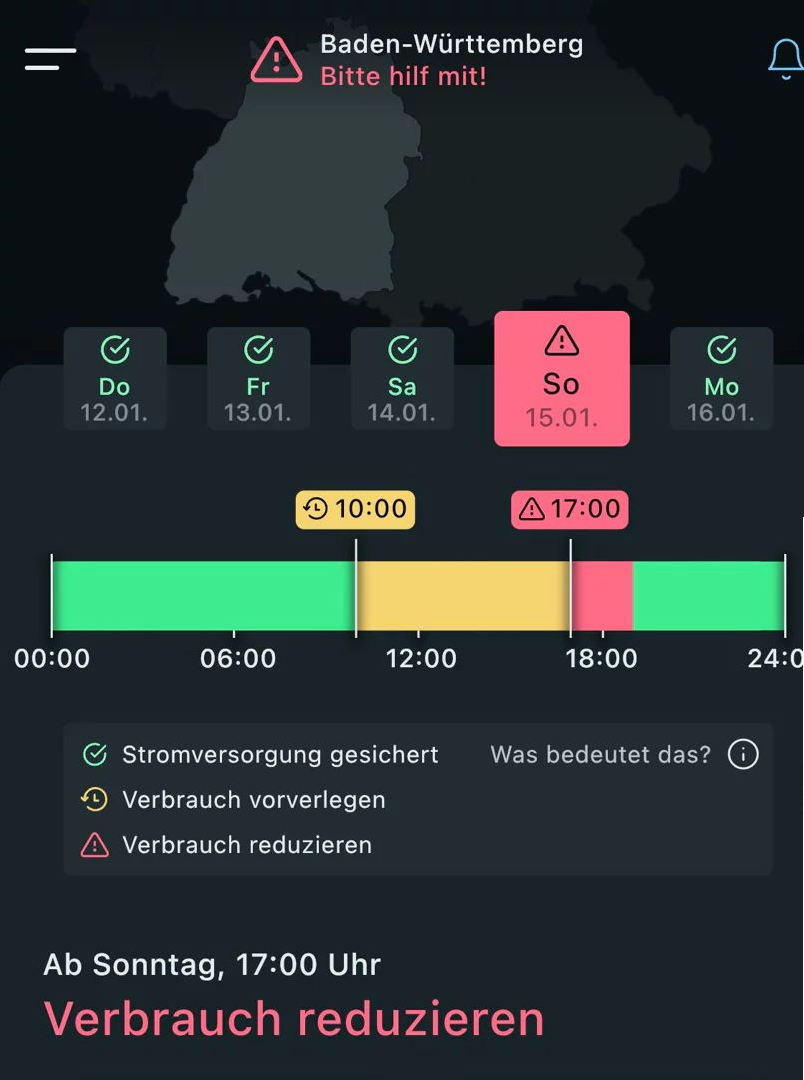 Baden-Württemberg
Bitte hilf mit!
Do
12.01.
Fr
13.01.
Sa
14.01.
So
15.01.
Mo
16.01.
10:00
17:00
00:00 06:00 12:00 18:00 24:0
Stromversorgung gesichert Was bedeutet das?
Verbrauch vorverlegen
Verbrauch reduzieren
Ab Sonntag, 17:00 Uhr
Verbrauch reduzieren